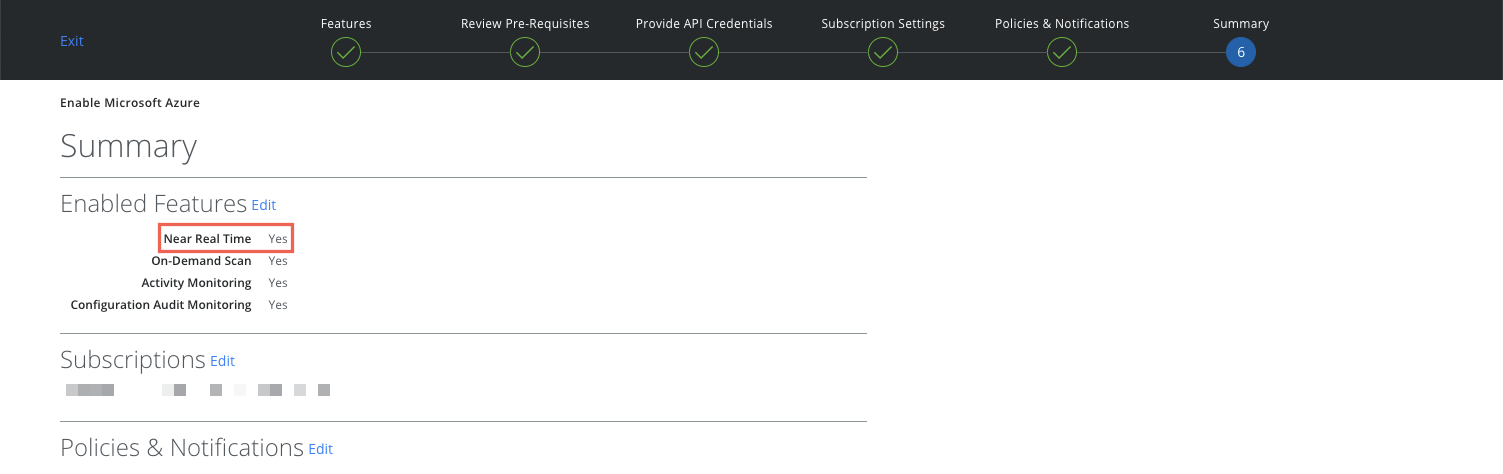 Features Review Pre-Requisites Provide API Credentials Subscription Settings Policies & Notifications Summary
Exit
6
Enable Microsoft Azure
Summary
Enabled Features Edit
Near Real Time Yes
On-Demand Scan Yes
Activity Monitoring Yes
Configuration Audit Monitoring Yes
Subscriptions Edit
Policies & Notifications Edit